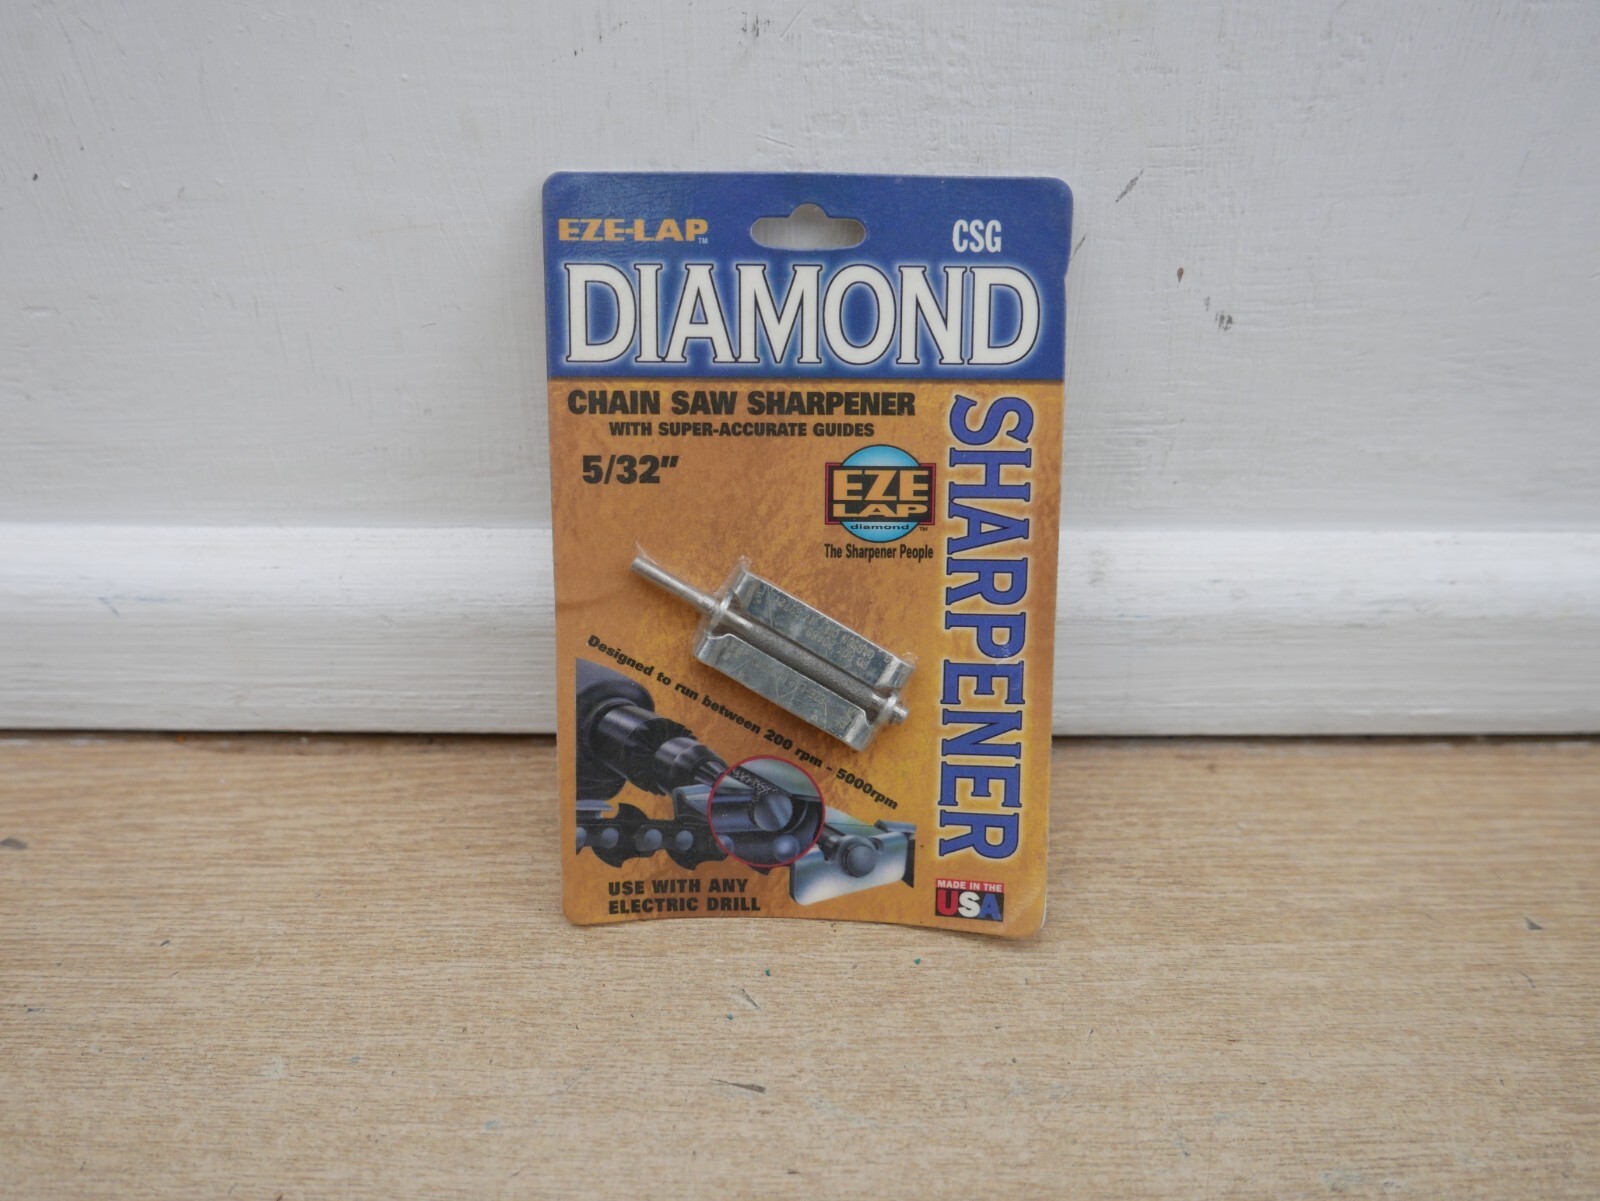 EZE-LAP™
CSG
DIAMOND
SHARPENER
CHAIN SAW SHARPENER
WITH SUPER-ACCURATE GUIDES
5/32"
EZE
LAP
diamond™
The Sharpener People
Designed to run between 200 rpm - 5000rpm
USE WITH ANY
ELECTRIC DRILL
MADE IN THE
USA